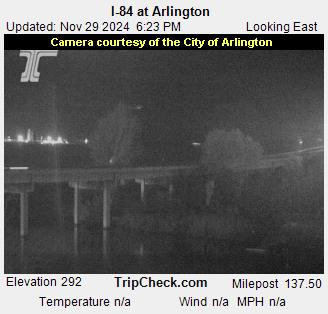 I-84 at Arlington
Updated: Nov 29 2024 6:23 PM Looking East
Camera courtesy of the City of Arlington
Elevation 292 TripCheck.com Milepost 137.50
Temperature n/a Wind n/a MPH n/a